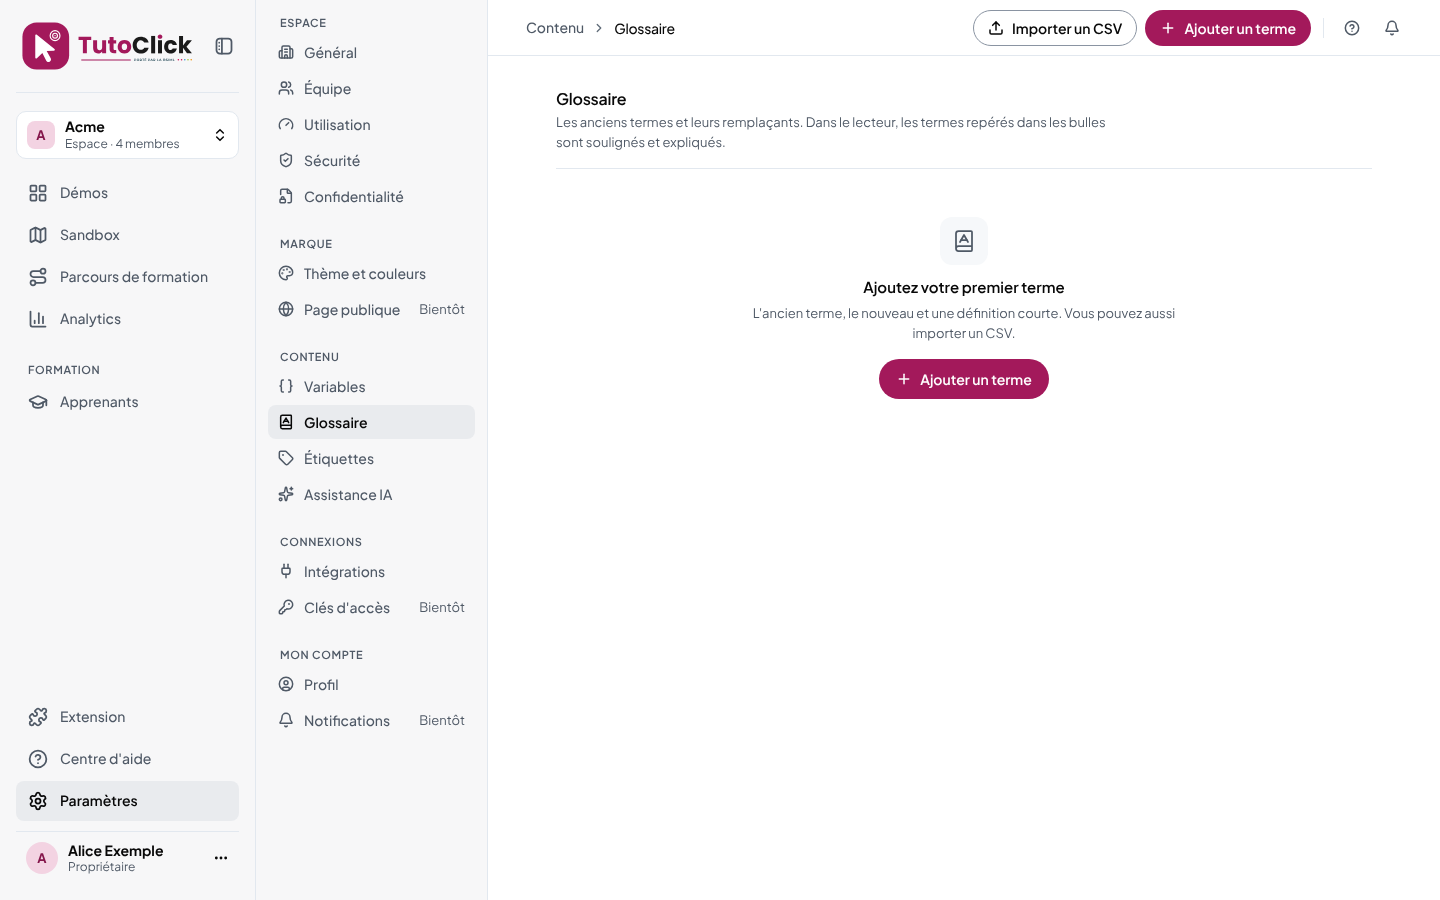 TutoClick
Acme
A
Espace · 4 membres
Démos
Sandbox
Parcours de formation
Analytics
FORMATION
Apprenants
Extension
Centre d'aide
Paramètres
A
Alice Exemple
Propriétaire
ESPACE
Général
Équipe
Utilisation
Sécurité
Confidentialité
MARQUE
Thème et couleurs
Page publique Bientôt
CONTENU
Variables
Glossaire
Étiquettes
Assistance IA
CONNEXIONS
Intégrations
Clés d'accès Bientôt
MON COMPTE
Profil
Notifications Bientôt
Contenu Glossaire
Importer un CSV
Ajouter un terme
Glossaire
Les anciens termes et leurs remplaçants. Dans le lecteur, les termes repérés dans les bulles
sont soulignés et expliqués.
Ajoutez votre premier terme
L'ancien terme, le nouveau et une définition courte. Vous pouvez aussi
importer un CSV.
Ajouter un terme